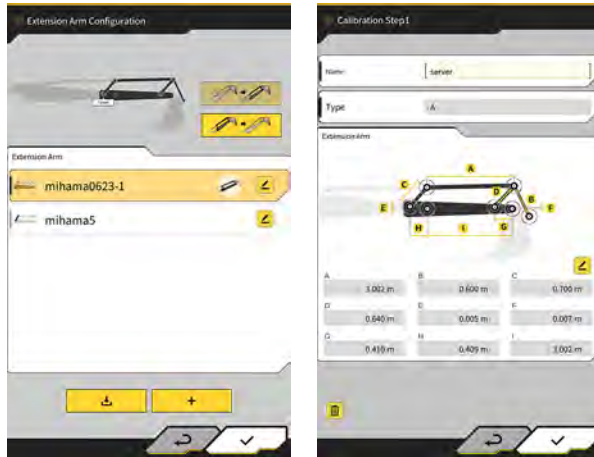 Extension Arm Configuration
Extension Arm
mihama0623-1
mihama5
Calibration Step1
Name
server
Type
A
Extension Arm
A
C
D
B
E
F
H
I
G
A
B
C
3.002 m
0.600 m
0.700 m
D
E
F
0.640 m
0.005 m
0.007 m
G
H
I
0.410 m
0.409 m
3.002 m